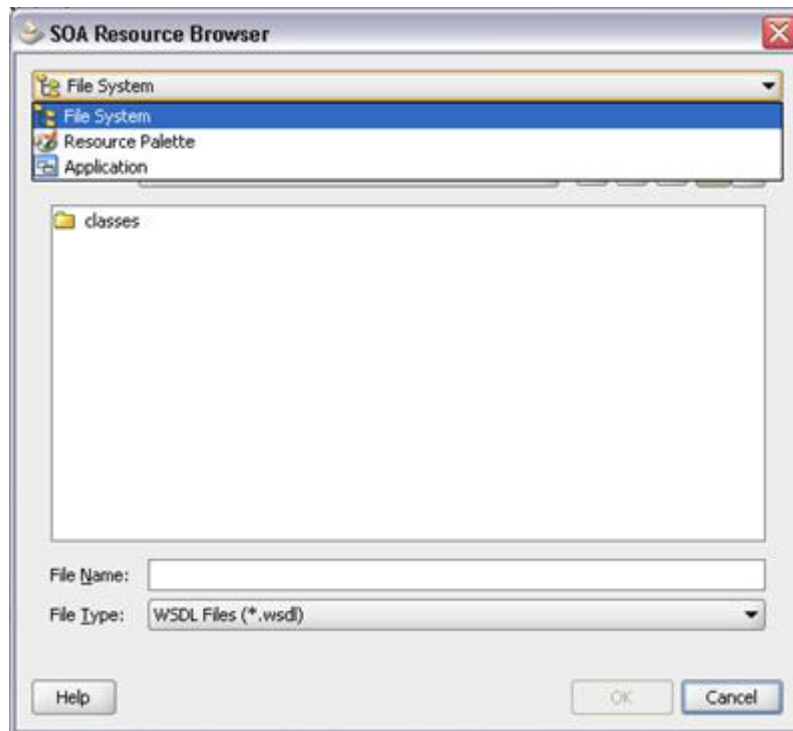 SOA Resource Browser
File System
File System
Resource Palette
Application
classes
File Name:
File Type: WSDL Files (*.wsdl)
Help OK Cancel